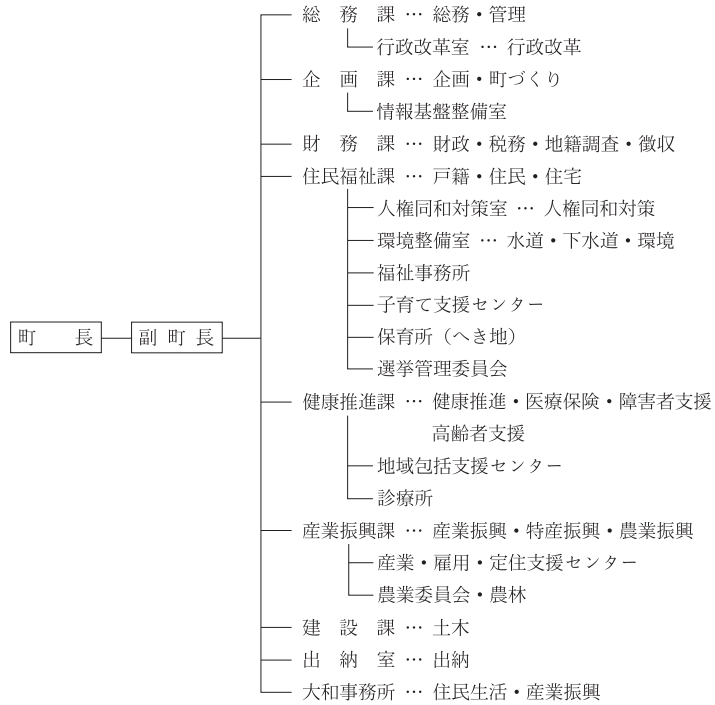 総務課 … 総務・管理
行政改革室 … 行政改革
企画課 … 企画・町づくり
情報基盤整備室
財務課 … 財政・税務・地籍調査・徴収
住民福祉課 … 戸籍・住民・住宅
人権同和対策室 … 人権同和対策
環境整備室 … 水道・下水道・環境
福祉事務所
子育て支援センター
町長 副町長
保育所（へき地）
選挙管理委員会
健康推進課 … 健康推進・医療保険・障害者支援
高齢者支援
地域包括支援センター
診療所
産業振興課 … 産業振興・特産振興・農業振興
産業・雇用・定住支援センター
農業委員会・農林
建設課 … 土木
出納室 … 出納
大和事務所 … 住民生活・産業振興